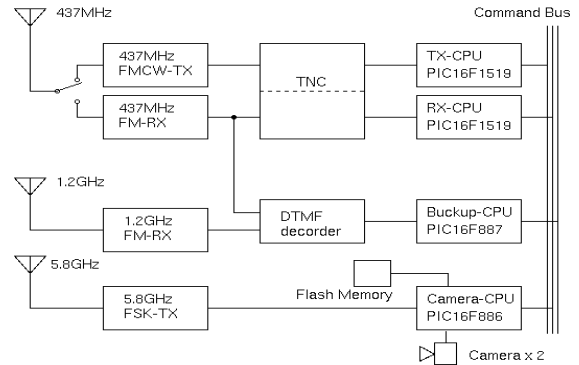 437MHz
Command Bus
437MHz
FMCW-TX
TNC
TX-CPU
PIC16F1519
437MHz
FM-RX
RX-CPU
PIC16F1519
1.2GHz
1.2GHz
FM-RX
DTMF
decorder
Buckup-CPU
PIC16F887
5.8GHz
5.8GHz
FSK-TX
Flash Memory
Camera-CPU
PIC16F886
Camera x 2